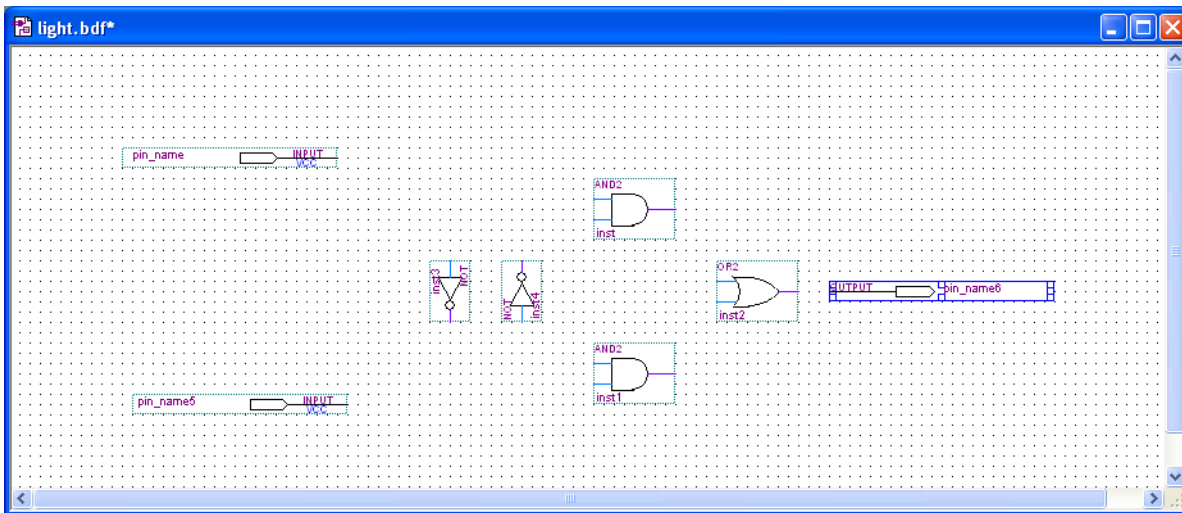 light.bdf*
pin_name INPUT
VCC
AND2
inst
inst3 NOT
NOT inst4
OR2
inst2
OUTPUT pin_name6
AND2
inst1
pin_name5 INPUT
VCC